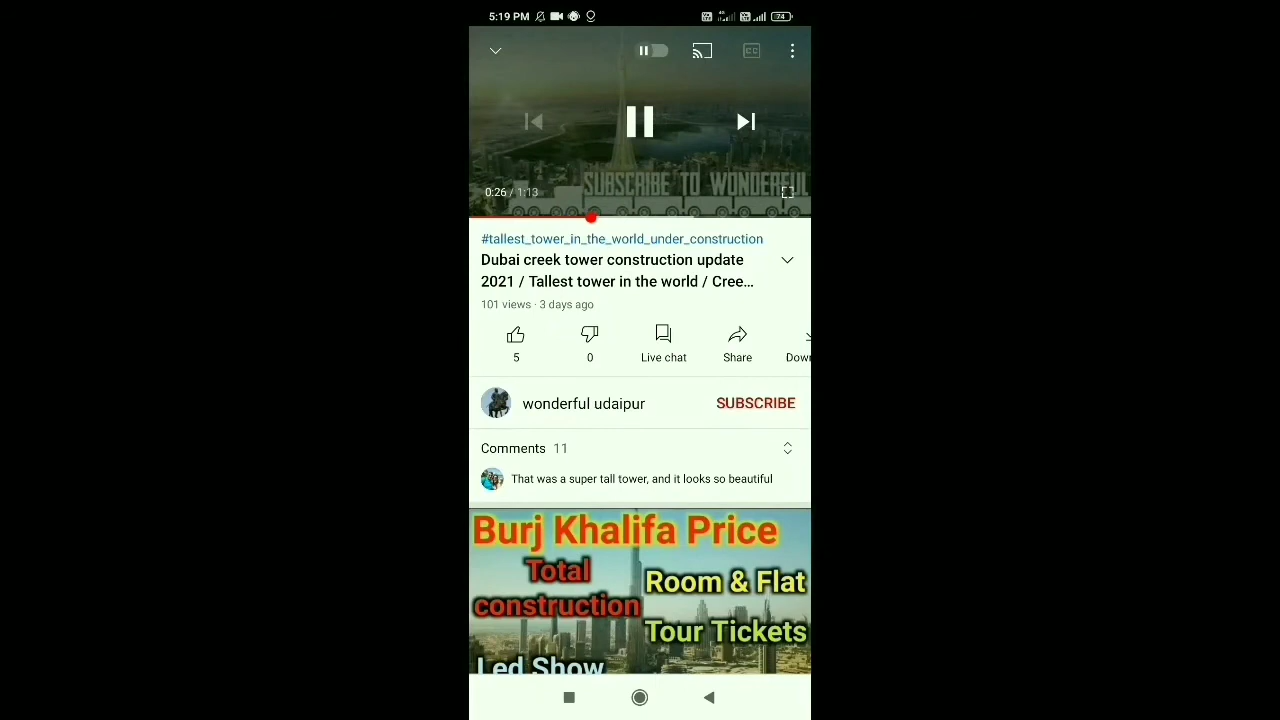 5:19 PM
74
CC
SUBSCRIBE TO WONDERFUL
0:26 / 1:13
#tallest_tower_in_the_world_under_construction
Dubai creek tower construction update
2021 / Tallest tower in the world / Cree...
101 views · 3 days ago
5
0
Live chat
Share
Down
wonderful udaipur
SUBSCRIBE
Comments 11
That was a super tall tower, and it looks so beautiful
Burj Khalifa Price
Total
construction
Room & Flat
Tour Tickets
Led Show